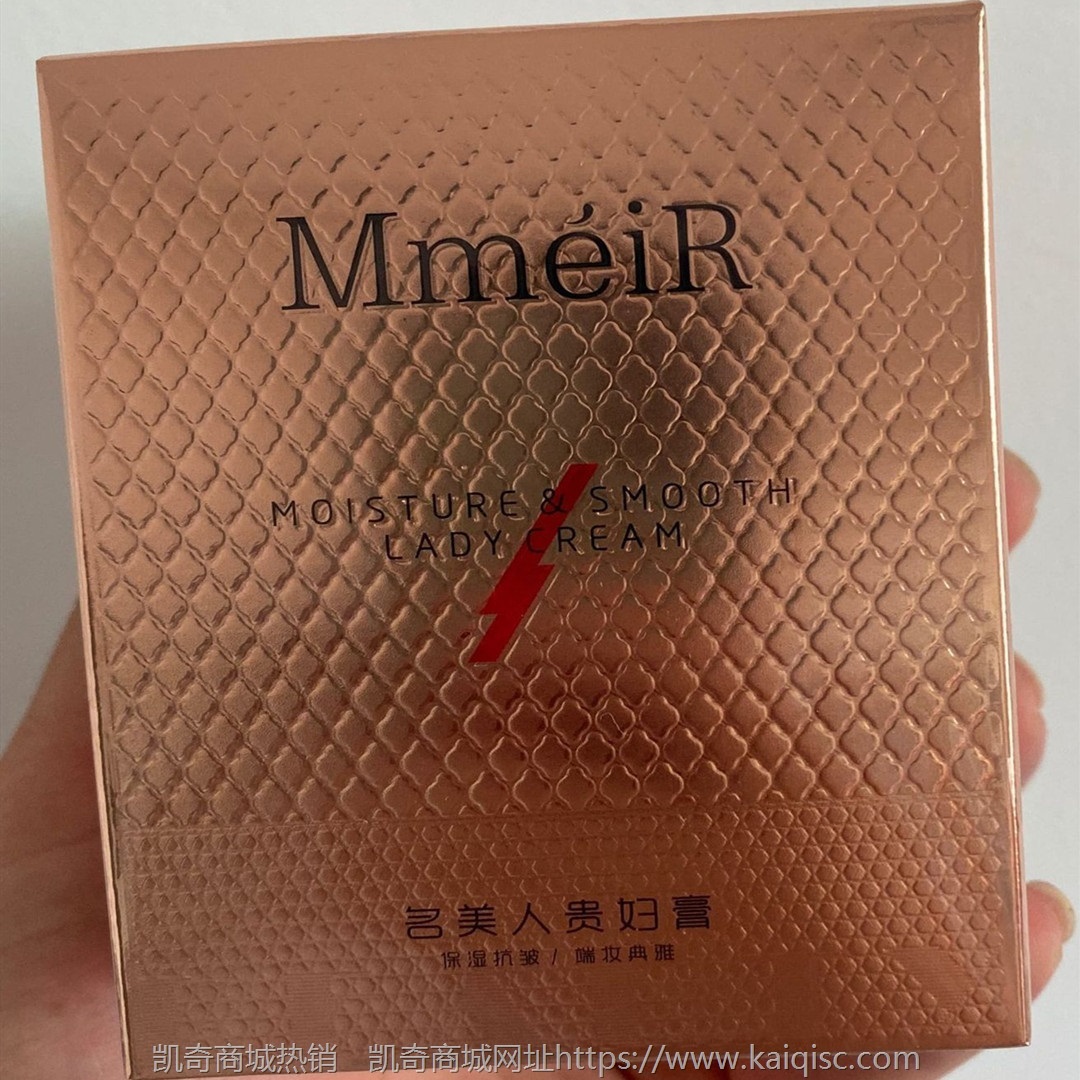 MméiR
MOISTURE & SMOOTH
LADY CREAM
名美人贵妇膏
保湿抗皱 / 端妆典雅
凯奇商城热销 凯奇商城网址https://www.kaiqisc.com